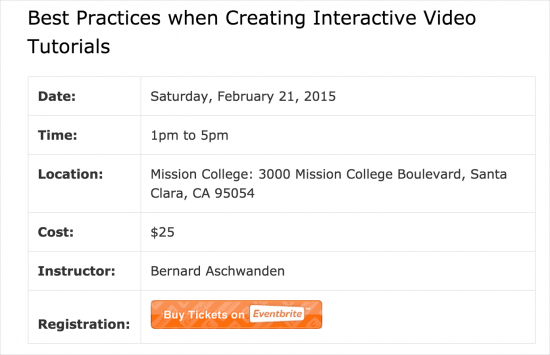 Best Practices when Creating Interactive Video
Tutorials
Date: Saturday, February 21, 2015
Time: 1pm to 5pm
Location: Mission College: 3000 Mission College Boulevard, Santa
Clara, CA 95054
Cost: $25
Instructor: Bernard Aschwanden
Registration: Buy Tickets on Eventbrite